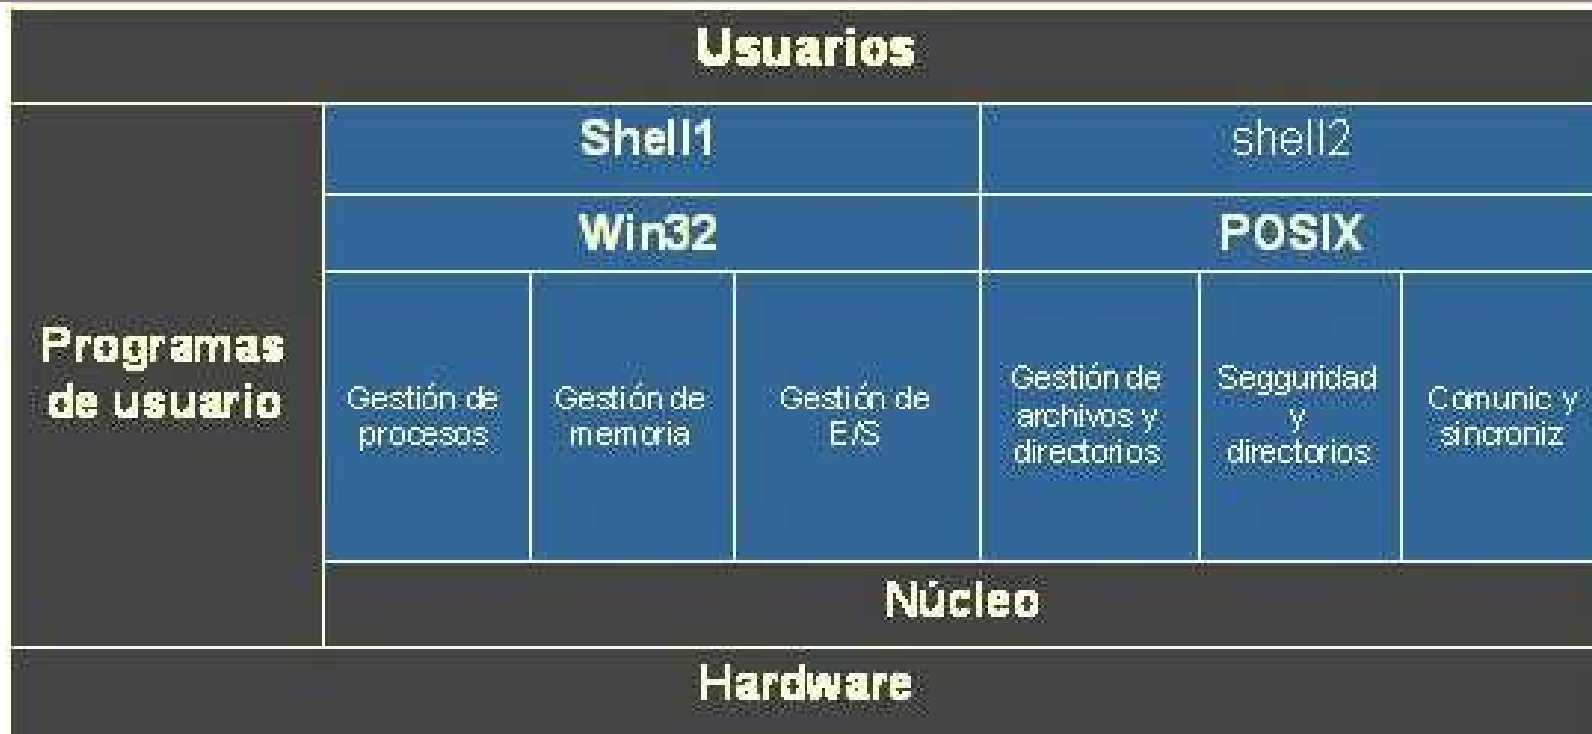 Usuarios
Shell1
shell2
Win32
POSIX
Programas
de usuario
Gestión de
procesos
Gestión de
memoria
Gestión de
E/S
Gestión de
archivos y
directorios
Segguridad
y
directorios
Comunic y
sincroniz
Núcleo
Hardware